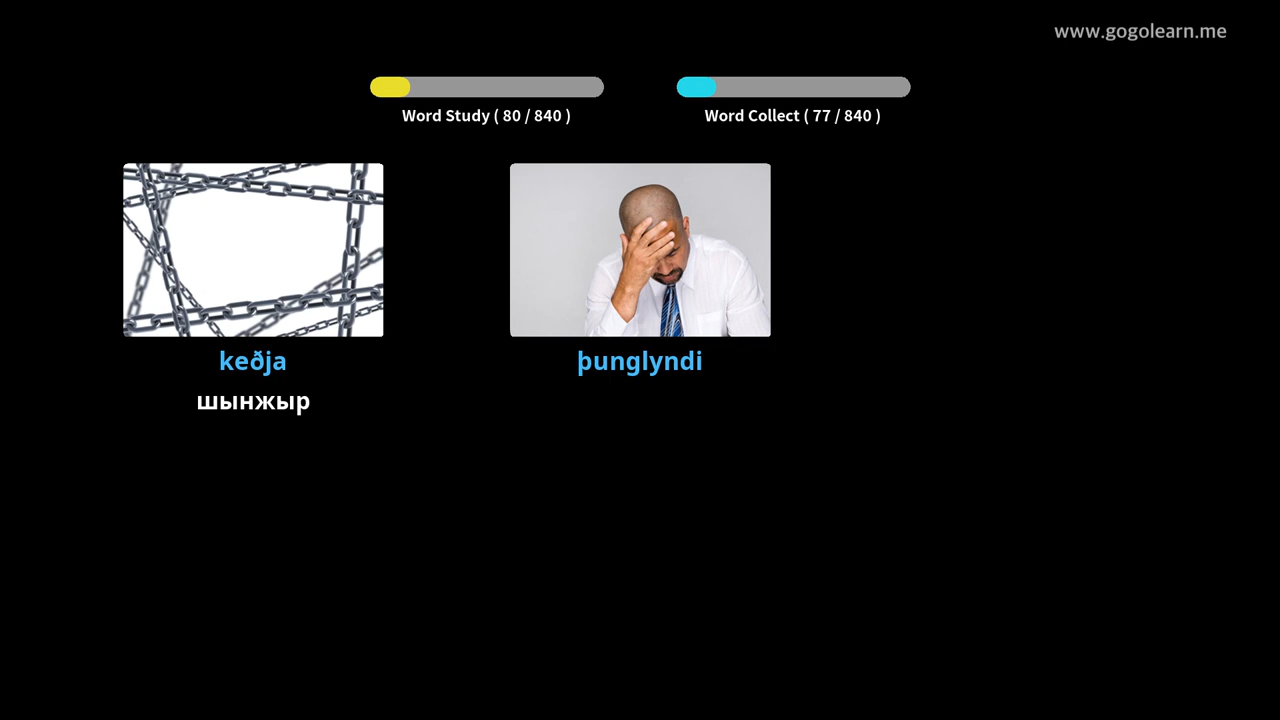 www.gogolearn.me
Word Study ( 80 / 840 )
Word Collect ( 77 / 840 )
keðja
þunglyndi
шынжыр